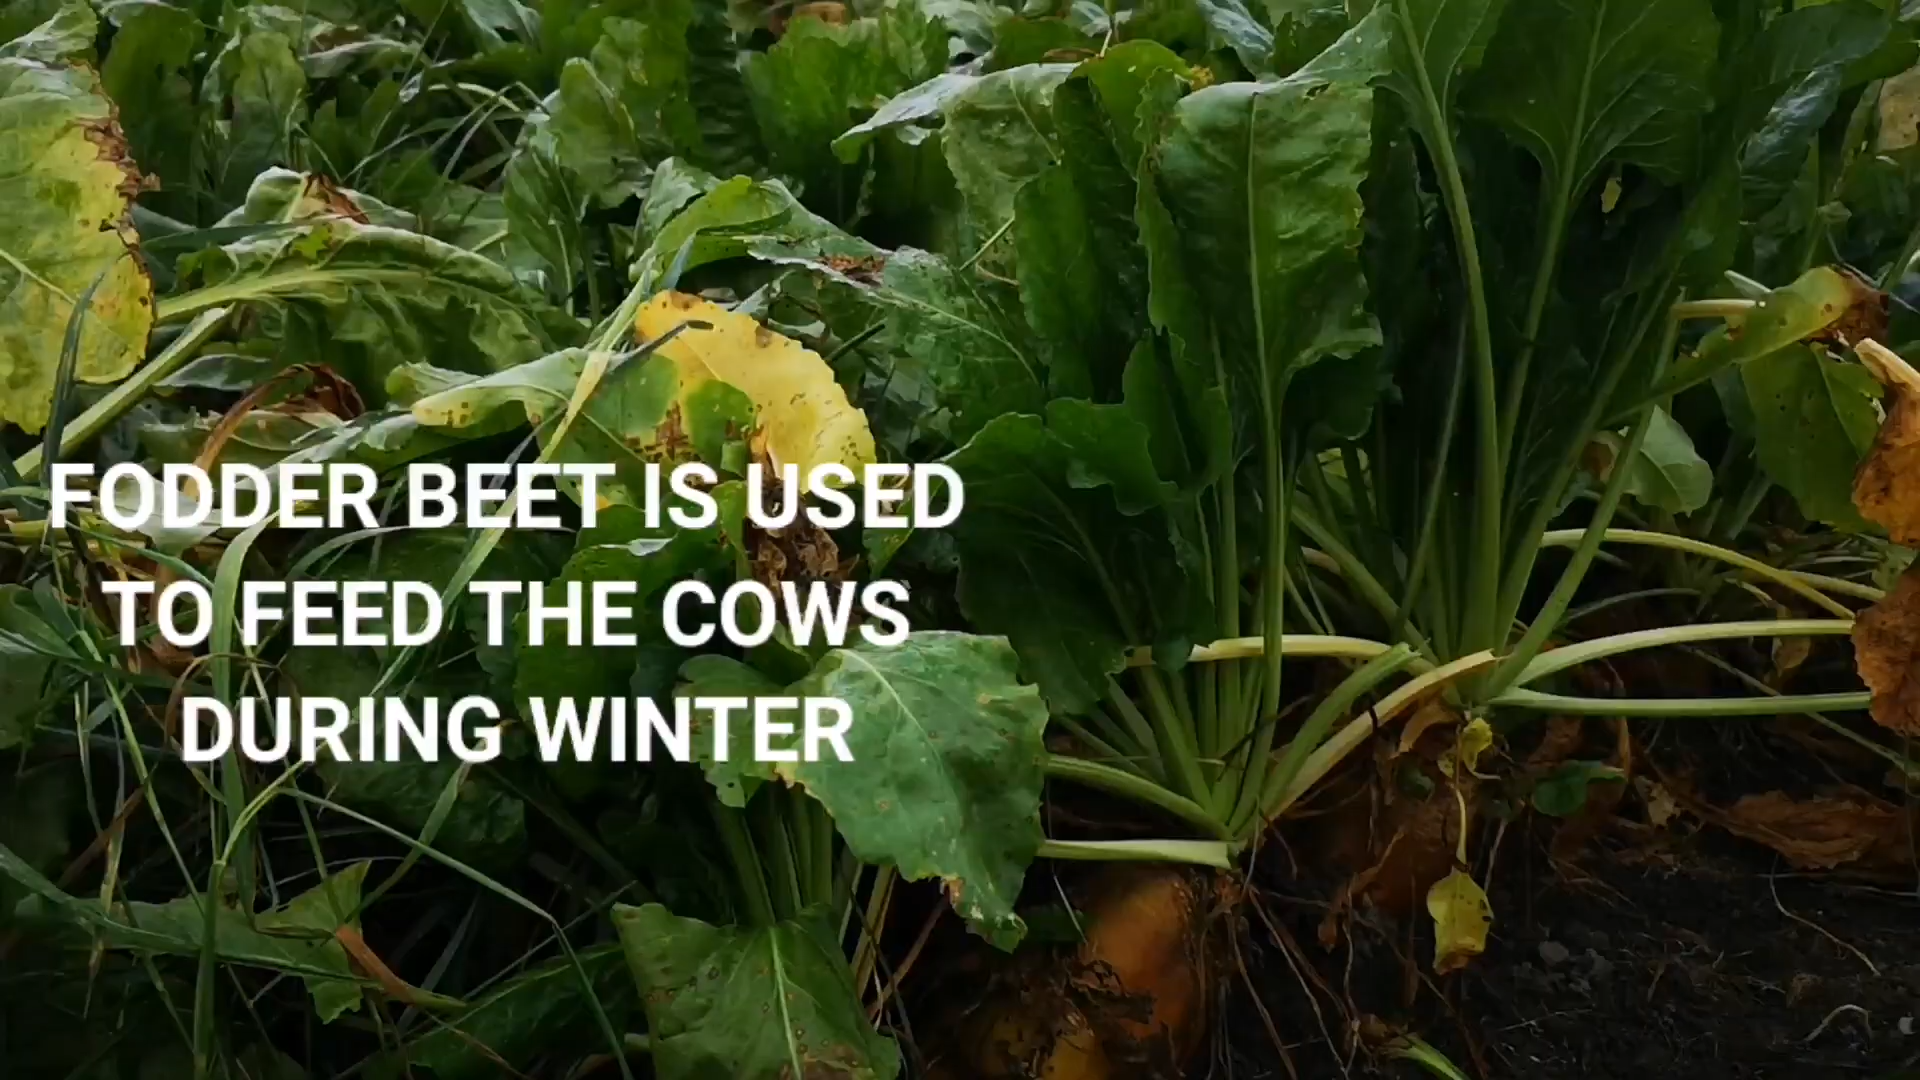 FODDER BEET IS USED
TO FEED THE COWS
DURING WINTER